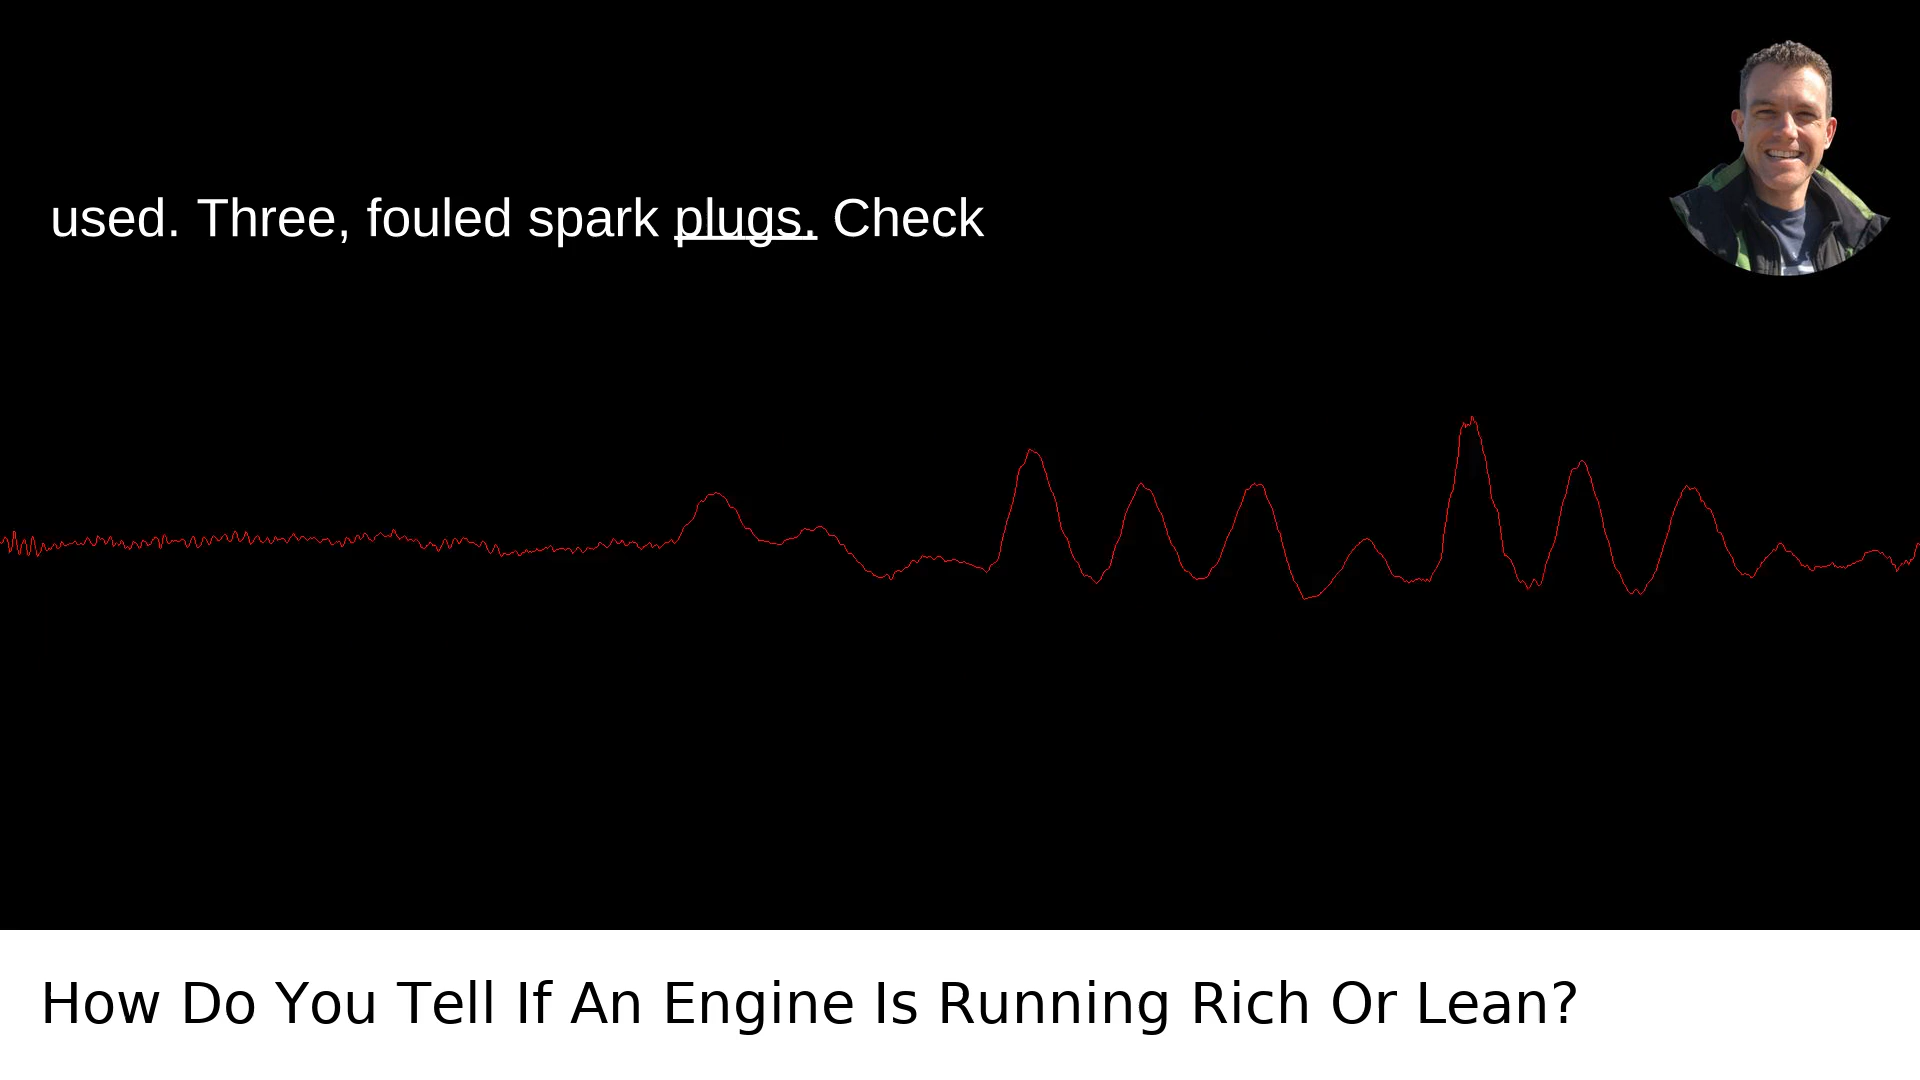 used. Three, fouled spark plugs. Check
How Do You Tell If An Engine Is Running Rich Or Lean?